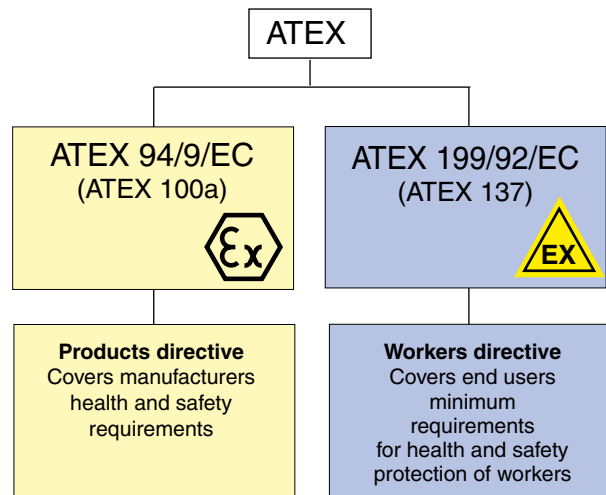 ATEX
ATEX 94/9/EC
(ATEX 100a)
Ex
ATEX 199/92/EC
(ATEX 137)
EX
Products directive
Covers manufacturers
health and safety
requirements
Workers directive
Covers end users
minimum
requirements
for health and safety
protection of workers